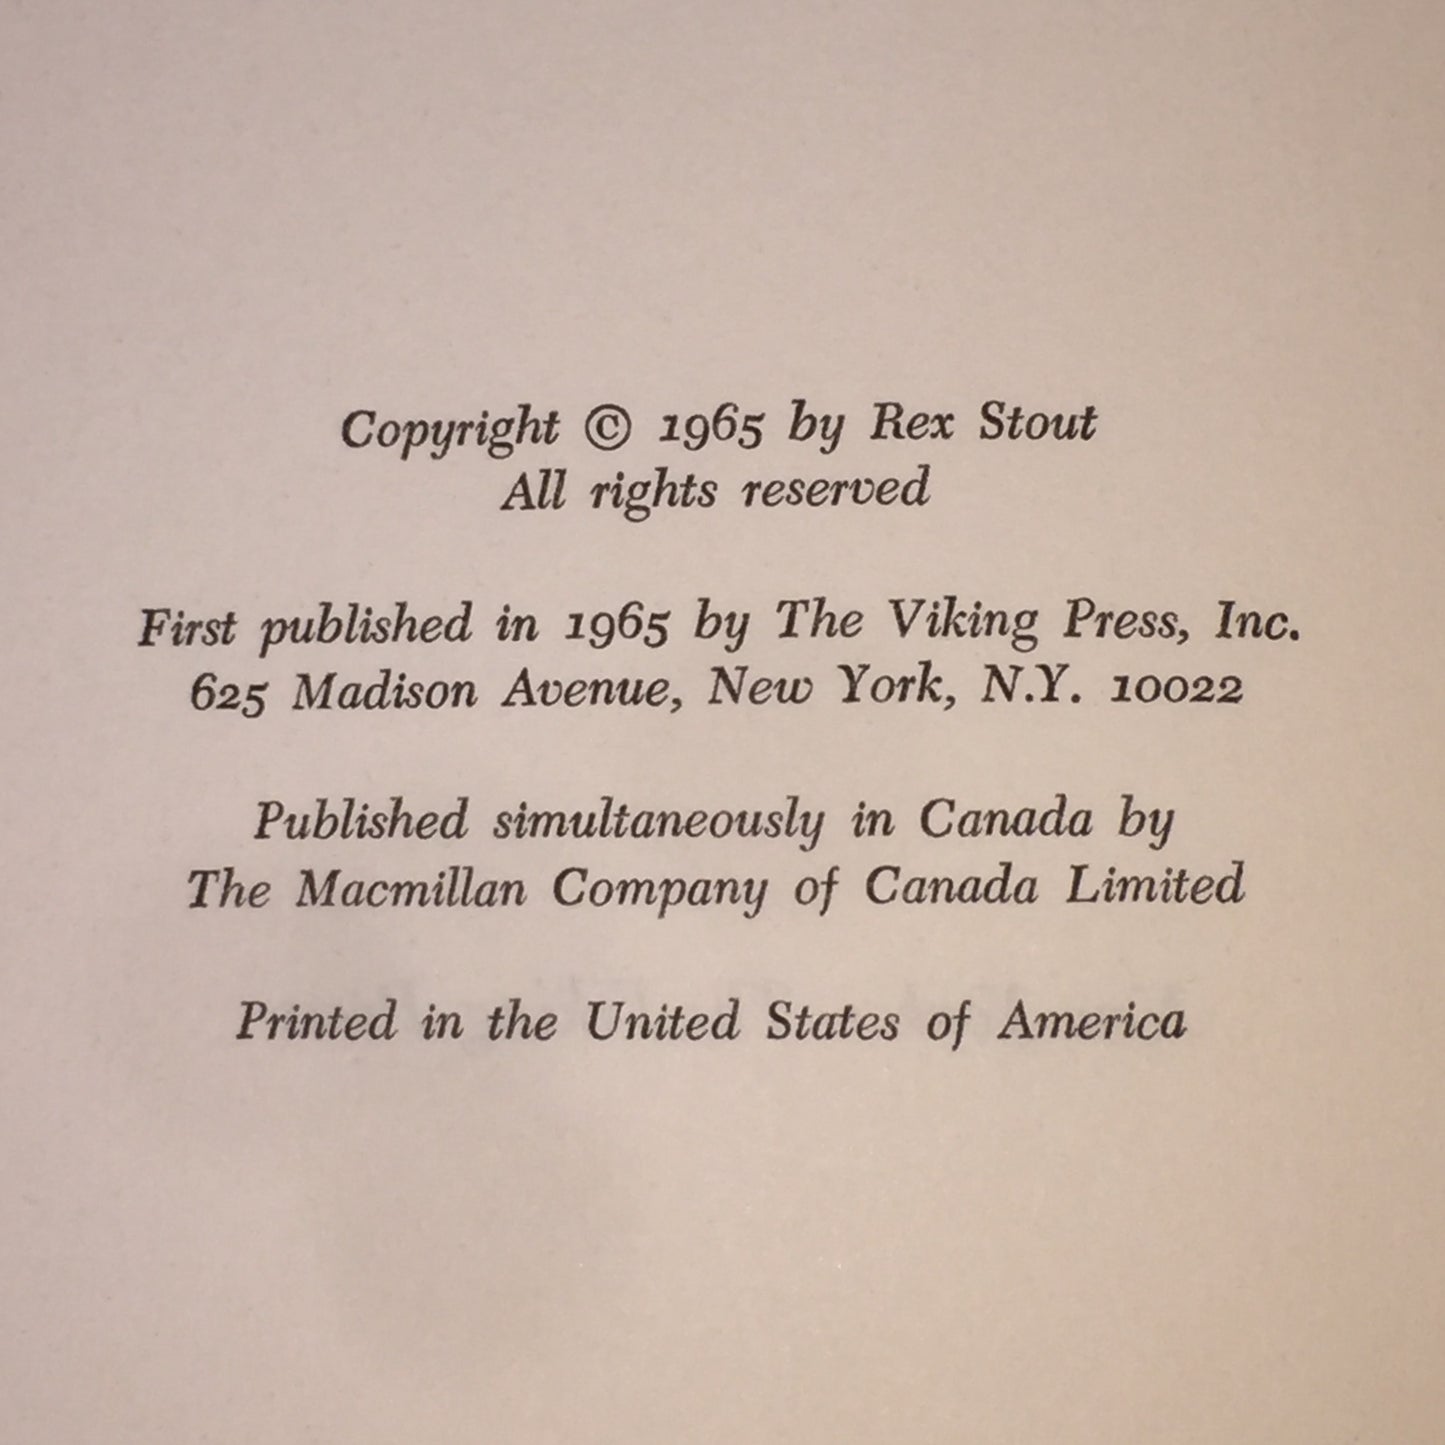 Copyright © 1965 by Rex Stout
All rights reserved
First published in 1965 by The Viking Press, Inc.
625 Madison Avenue, New York, N.Y. 10022
Published simultaneously in Canada by
The Macmillan Company of Canada Limited
Printed in the United States of America